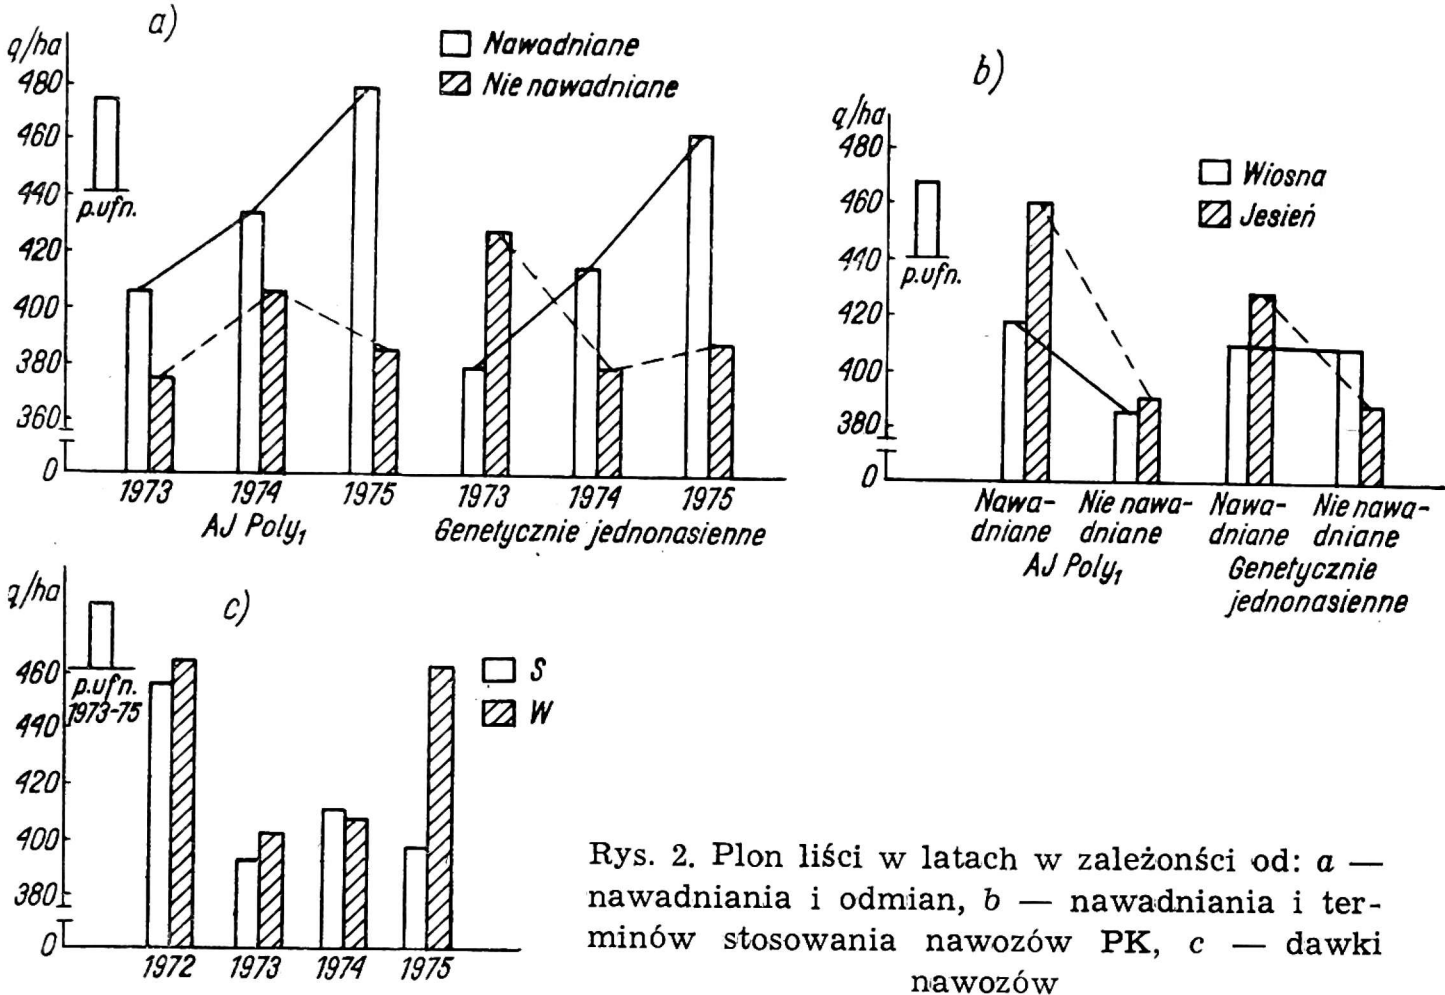 a)
q/ha
Nawadniane
Nie nawadniane
480
460
440
420
400
380
360
0
p.ufn.
1973 1974 1975 1973 1974 1975
AJ Poly₁ Genetycznie jednonasienne
b)
q/ha
480
460
440
420
400
380
0
p.ufn.
Wiosna
Jesień
Nawa- Nie nawa- Nawa- Nie nawa-
dniane dniane dniane dniane
AJ Poly₁ Genetycznie
jednonasienne
c)
q/ha
460
440
420
400
380
0
p.ufn.
1973-75
S
W
1972 1973 1974 1975
Rys. 2. Plon liści w latach w zależonści od: a —
nawadniania i odmian, b — nawadniania i ter-
minów stosowania nawozów PK, c — dawki
nawozów